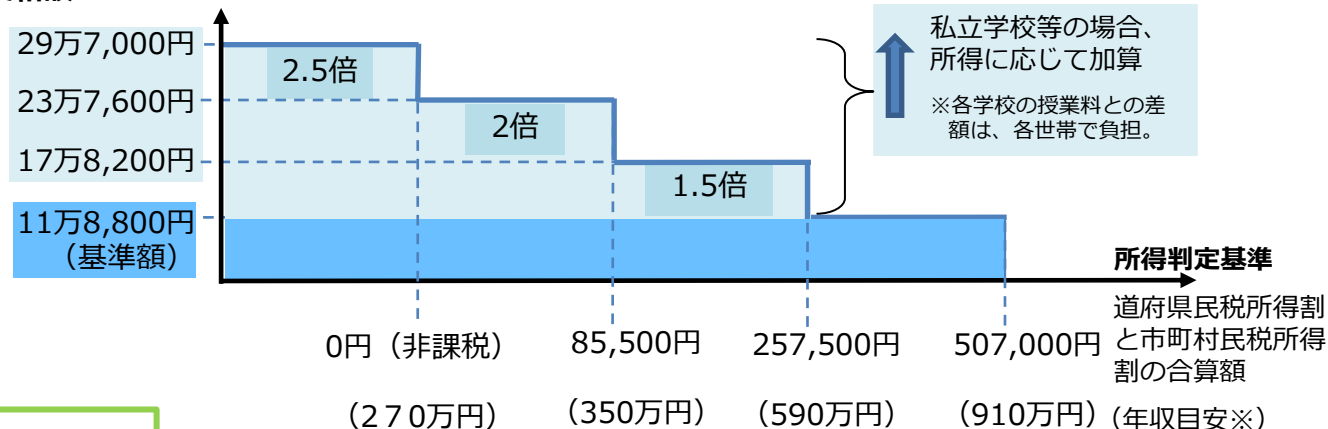 29万7,000円
23万7,600円
17万8,200円
11万8,800円
（基準額）
2.5倍
2倍
1.5倍
私立学校等の場合、
所得に応じて加算
※各学校の授業料との差
額は、各世帯で負担。
所得判定基準
道府県民税所得割
と市町村民税所得
割の合算額
0円（非課税）
85,500円
257,500円
507,000円
（２７０万円）
（350万円）
（590万円）
（910万円）
（年収目安※）